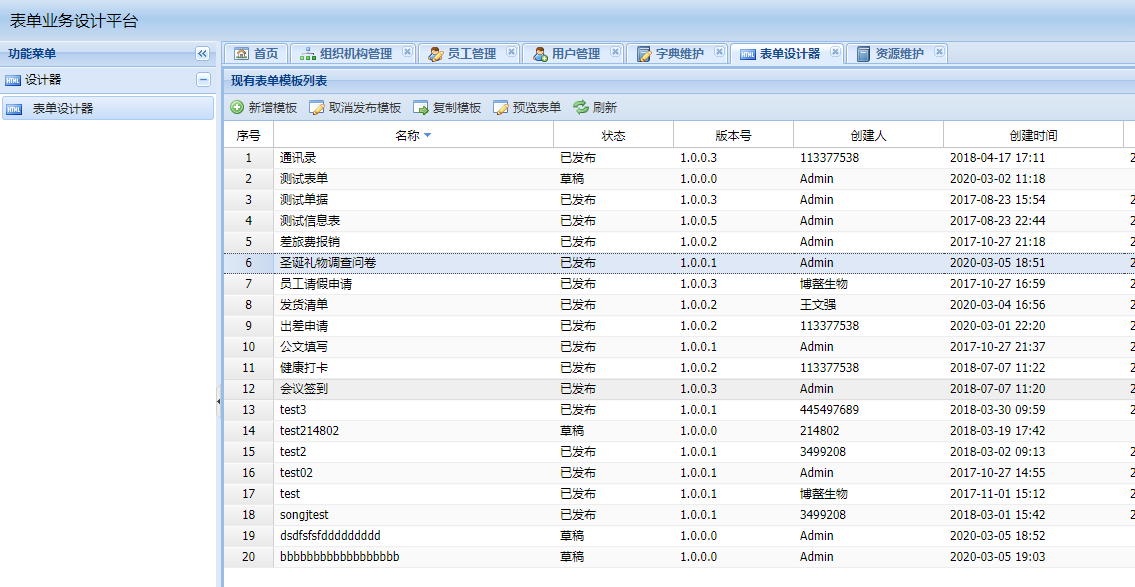 表单业务设计平台
功能菜单
设计器
表单设计器
首页 组织机构管理 员工管理 用户管理 字典维护 表单设计器 资源维护
现有表单模板列表
新增模板 取消发布模板 复制模板 预览表单 刷新
序号 名称 状态 版本号 创建人 创建时间
1 通讯录 已发布 1.0.0.3 113377538 2018-04-17 17:11 2
2 测试表单 草稿 1.0.0.0 Admin 2020-03-02 11:18
3 测试单据 已发布 1.0.0.3 Admin 2017-08-23 15:54 2
4 测试信息表 已发布 1.0.0.5 Admin 2017-08-23 22:44 2
5 差旅费报销 已发布 1.0.0.2 Admin 2017-10-27 21:18 2
6 圣诞礼物调查问卷 已发布 1.0.0.1 Admin 2020-03-05 18:51 2
7 员工请假申请 已发布 1.0.0.3 博蓥生物 2017-10-27 16:59 2
8 发货清单 已发布 1.0.0.2 王文强 2020-03-04 16:56 2
9 出差申请 已发布 1.0.0.2 113377538 2020-03-01 22:20 2
10 公文填写 已发布 1.0.0.1 Admin 2017-10-27 21:37 2
11 健康打卡 已发布 1.0.0.2 113377538 2018-07-07 11:22 2
12 会议签到 已发布 1.0.0.3 Admin 2018-07-07 11:20 2
13 test3 已发布 1.0.0.1 445497689 2018-03-30 09:59 2
14 test214802 草稿 1.0.0.0 214802 2018-03-19 17:42
15 test2 已发布 1.0.0.1 3499208 2018-03-02 09:13 2
16 test02 已发布 1.0.0.1 Admin 2017-10-27 14:55 2
17 test 已发布 1.0.0.1 博蓥生物 2017-11-01 15:12 2
18 songjtest 已发布 1.0.0.1 3499208 2018-03-01 15:42 2
19 dsdfsfsfddddddddd 草稿 1.0.0.0 Admin 2020-03-05 18:52
20 bbbbbbbbbbbbbbbbbb 草稿 1.0.0.0 Admin 2020-03-05 19:03